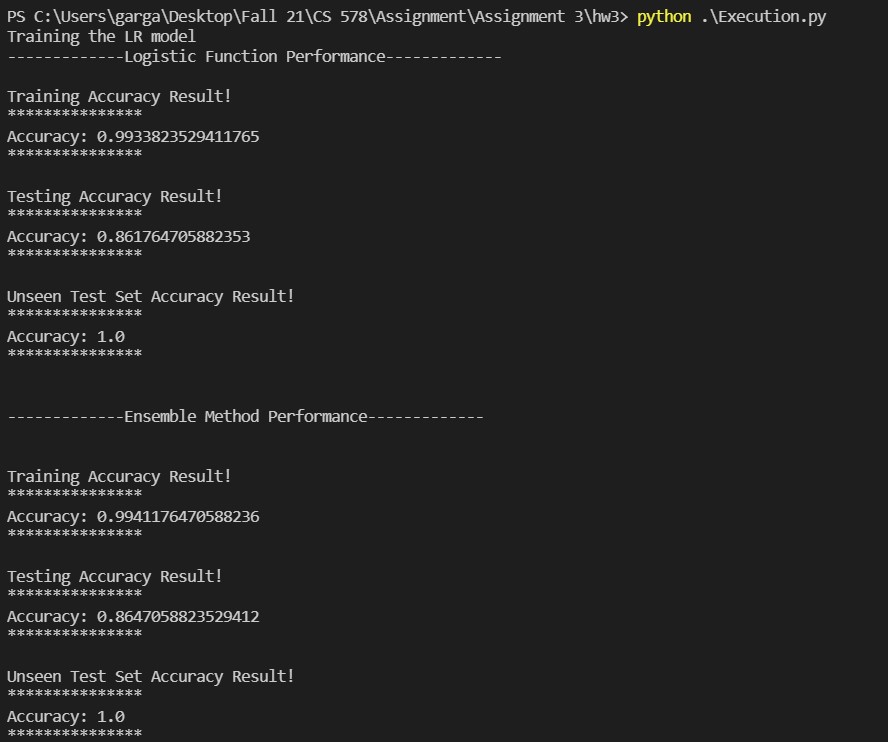 PS C:\Users\garga\Desktop\Fall 21\CS 578\Assignment\Assignment 3\hw3> python .\Execution.py
Training the LR model
-------------Logistic Function Performance-------------
Training Accuracy Result!
***************
Accuracy: 0.9933823529411765
***************
Testing Accuracy Result!
***************
Accuracy: 0.861764705882353
***************
Unseen Test Set Accuracy Result!
***************
Accuracy: 1.0
***************
-------------Ensemble Method Performance-------------
Training Accuracy Result!
***************
Accuracy: 0.9941176470588236
***************
Testing Accuracy Result!
***************
Accuracy: 0.8647058823529412
***************
Unseen Test Set Accuracy Result!
***************
Accuracy: 1.0
***************